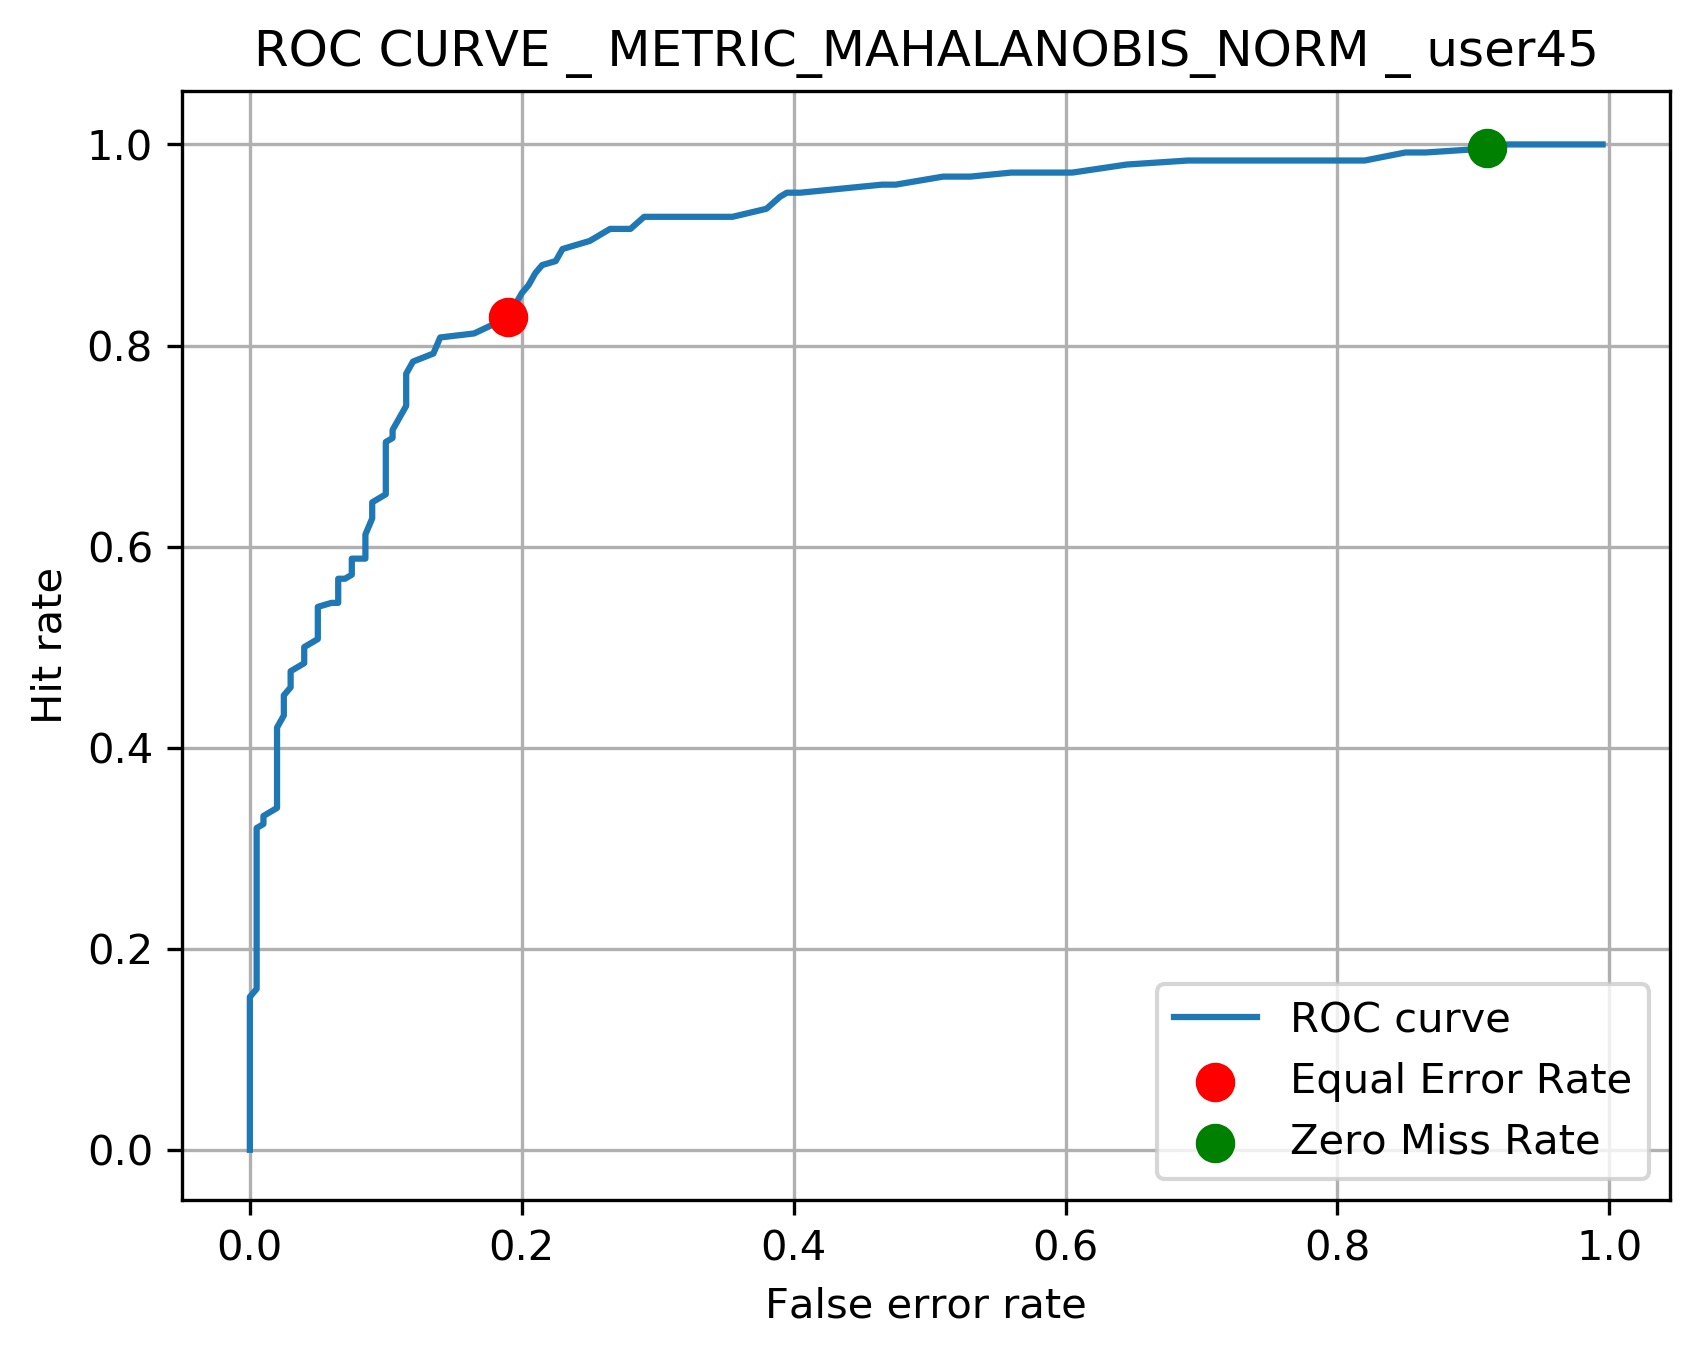 ROC CURVE _ METRIC_MAHALANOBIS_NORM _ user45
1.0
0.8
0.6
0.4
0.2
0.0
Hit rate
ROC curve
Equal Error Rate
Zero Miss Rate
0.0 0.2 0.4 0.6 0.8 1.0
False error rate